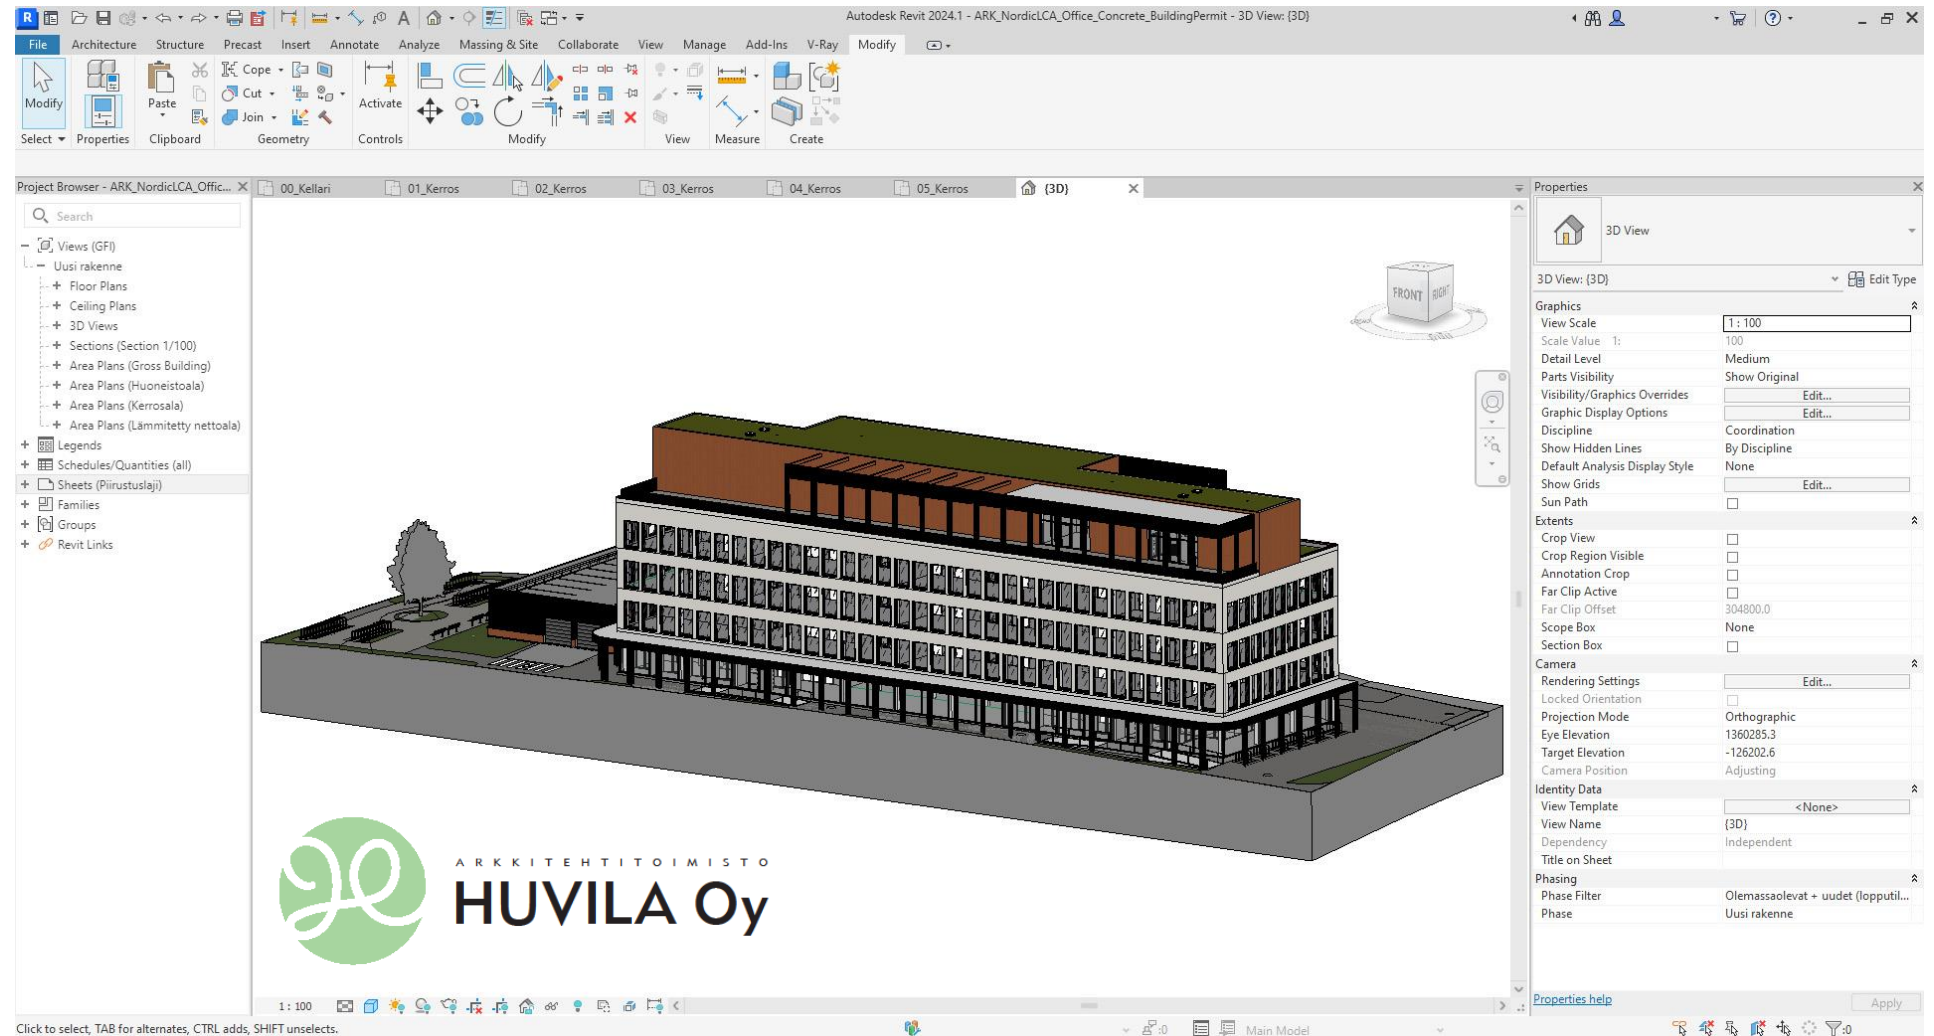 Autodesk Revit 2024.1 - ARK_NordicLCA_Office_Concrete_BuildingPermit - 3D View: {3D}
File Architecture Structure Precast Insert Annotate Analyze Massing & Site Collaborate View Manage Add-Ins V-Ray Modify
Modify
Paste
Cope
Cut
Join
Activate
Select Properties Clipboard Geometry Controls Modify View Measure Create
Project Browser - ARK_NordicLCA_Offic...
00_Kellari 01_Kerros 02_Kerros 03_Kerros 04_Kerros 05_Kerros {3D}
Search
Views (GFI)
Uusi rakenne
Floor Plans
Ceiling Plans
3D Views
Sections (Section 1/100)
Area Plans (Gross Building)
Area Plans (Huoneistoala)
Area Plans (Kerrosala)
Area Plans (Lämmitetty nettoala)
Legends
Schedules/Quantities (all)
Sheets (Piirustuslaji)
Families
Groups
Revit Links
FRONT RIGHT
ARKKITEHTITOIMISTO
HUVILA Oy
Properties
3D View
3D View: {3D} Edit Type
Graphics
View Scale 1 : 100
Scale Value 1: 100
Detail Level Medium
Parts Visibility Show Original
Visibility/Graphics Overrides Edit...
Graphic Display Options Edit...
Discipline Coordination
Show Hidden Lines By Discipline
Default Analysis Display Style None
Show Grids Edit...
Sun Path
Extents
Crop View
Crop Region Visible
Annotation Crop
Far Clip Active
Far Clip Offset 304800.0
Scope Box None
Section Box
Camera
Rendering Settings Edit...
Locked Orientation
Projection Mode Orthographic
Eye Elevation 1360285.3
Target Elevation -126202.6
Camera Position Adjusting
Identity Data
View Template <None>
View Name {3D}
Dependency Independent
Title on Sheet
Phasing
Phase Filter Olemassaolevat + uudet (lopputil...
Phase Uusi rakenne
Properties help Apply
1 : 100
Click to select, TAB for alternates, CTRL adds, SHIFT unselects. :0 Main Model :0